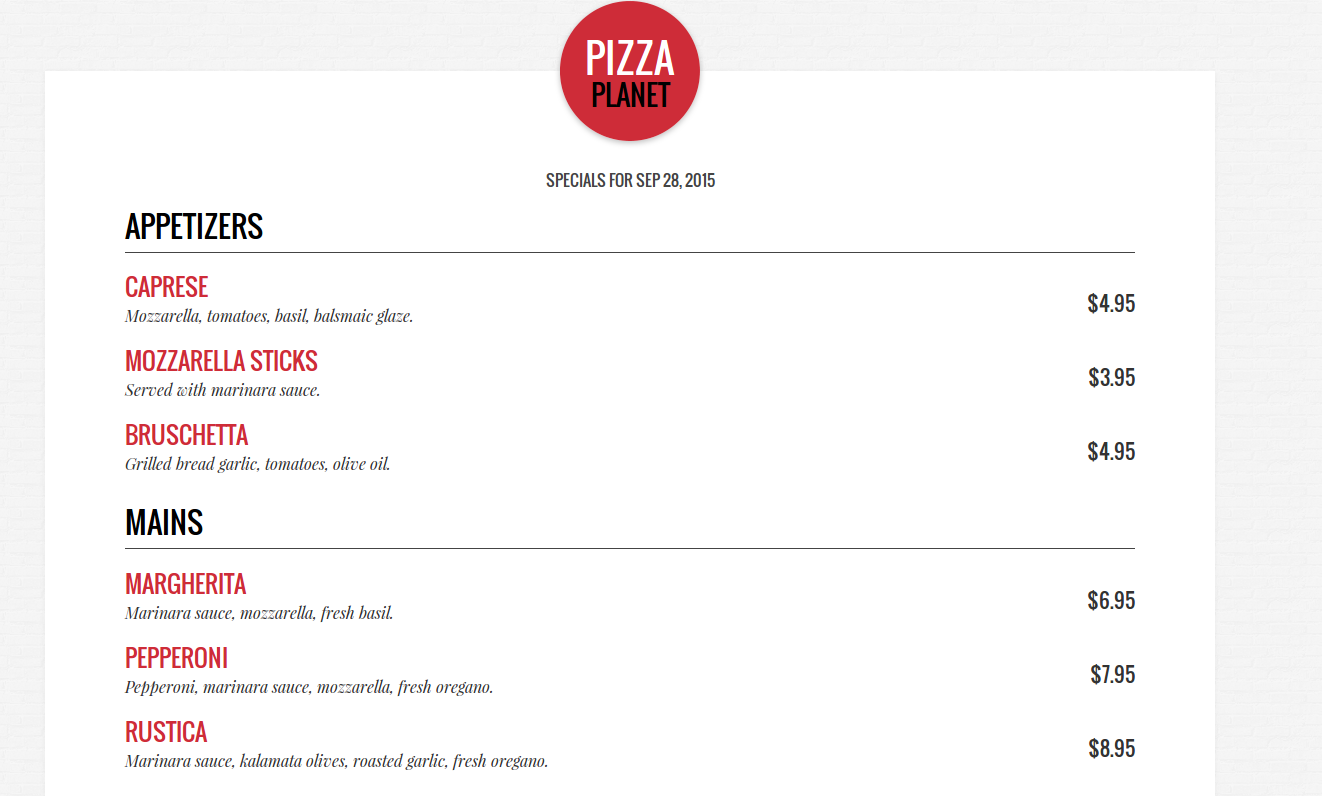 PIZZA
PLANET
SPECIALS FOR SEP 28, 2015
APPETIZERS
CAPRESE
Mozzarella, tomatoes, basil, balsmaic glaze.
$4.95
MOZZARELLA STICKS
Served with marinara sauce.
$3.95
BRUSCHETTA
Grilled bread garlic, tomatoes, olive oil.
$4.95
MAINS
MARGHERITA
Marinara sauce, mozzarella, fresh basil.
$6.95
PEPPERONI
Pepperoni, marinara sauce, mozzarella, fresh oregano.
$7.95
RUSTICA
Marinara sauce, kalamata olives, roasted garlic, fresh oregano.
$8.95